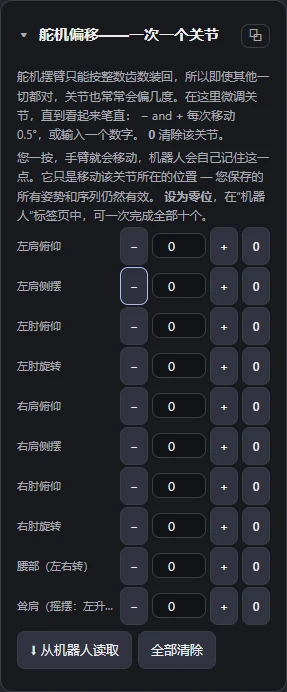 舵机偏移——一次一个关节
舵机摆臂只能按整数齿数装回，所以即使其他一
切都对，关节也常常会偏几度。在这里微调关
节，直到看起来笔直： − and + 每次移动
0.5°，或输入一个数字。 0 清除该关节。
您一按，手臂就会移动，机器人会自己记住这一
点。它只是移动该关节所在的位置 — 您保存的
所有姿势和序列仍然有效。 设为零位，在“机器
人”标签页中，可一次完成全部十个。
左肩俯仰 − 0 + 0
左肩侧摆 − 0 + 0
左肘俯仰 − 0 + 0
左肘旋转 − 0 + 0
右肩俯仰 − 0 + 0
右肩侧摆 − 0 + 0
右肘俯仰 − 0 + 0
右肘旋转 − 0 + 0
腰部（左右转） − 0 + 0
耸肩（摇摆：左升... − 0 + 0
⬇ 从机器人读取 全部清除